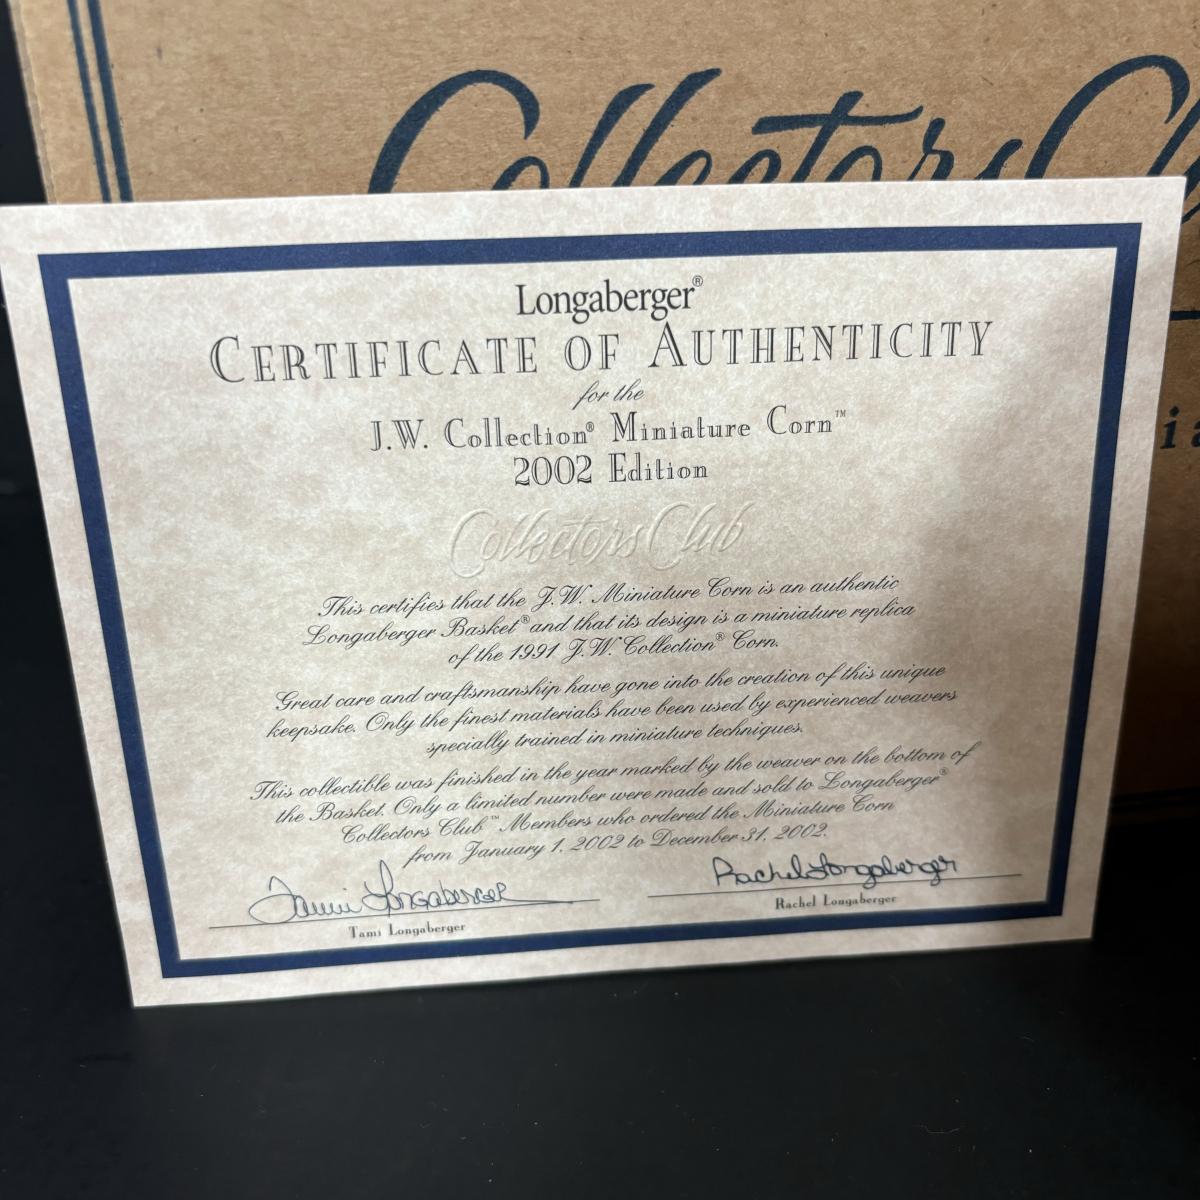 Collectors Cl
Longaberger®
CERTIFICATE OF AUTHENTICITY
for the
J.W. Collection® Miniature Corn™
2002 Edition
Collectors Club
This certifies that the J.W. Miniature Corn is an authentic
Longaberger Basket® and that its design is a miniature replica
of the 1991 J.W. Collection® Corn.
Great care and craftsmanship have gone into the creation of this unique
keepsake. Only the finest materials have been used by experienced weavers
specially trained in miniature techniques.
This collectible was finished in the year marked by the weaver on the bottom of
the Basket. Only a limited number were made and sold to Longaberger®
Collectors Club™ Members who ordered the Miniature Corn
from January 1, 2002 to December 31, 2002.
Tami Longaberger
Rachel Longaberger
Tami Longaberger
Rachel Longaberger